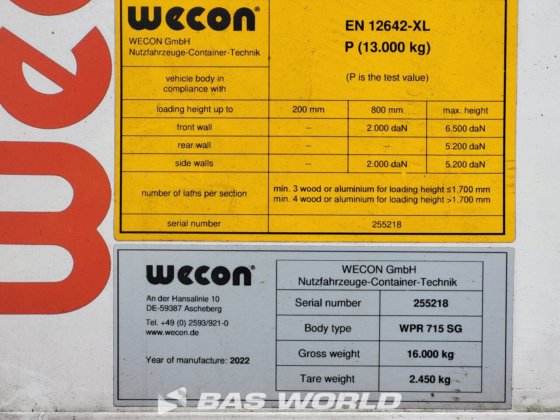 wecon
wecon®
WECON GmbH
Nutzfahrzeuge-Container-Technik
EN 12642-XL
P (13.000 kg)
vehicle body in
compliance with
(P is the test value)
loading height up to 200 mm 800 mm max. height
front wall -- 2.000 daN 6.500 daN
rear wall -- -- 5.200 daN
side walls -- 2.000 daN 5.200 daN
number of laths per section
min. 3 wood or aluminium for loading height ≤1.700 mm
min. 4 wood or aluminium for loading height >1.700 mm
serial number 255218
wecon®
An der Hansalinie 10
DE-59387 Ascheberg
Tel. +49 (0) 2593/921-0
www.wecon.de
Year of manufacture: 2022
WECON GmbH
Nutzfahrzeuge-Container-Technik
Serial number 255218
Body type WPR 715 SG
Gross weight 16.000 kg
Tare weight 2.450 kg
BAS WORLD